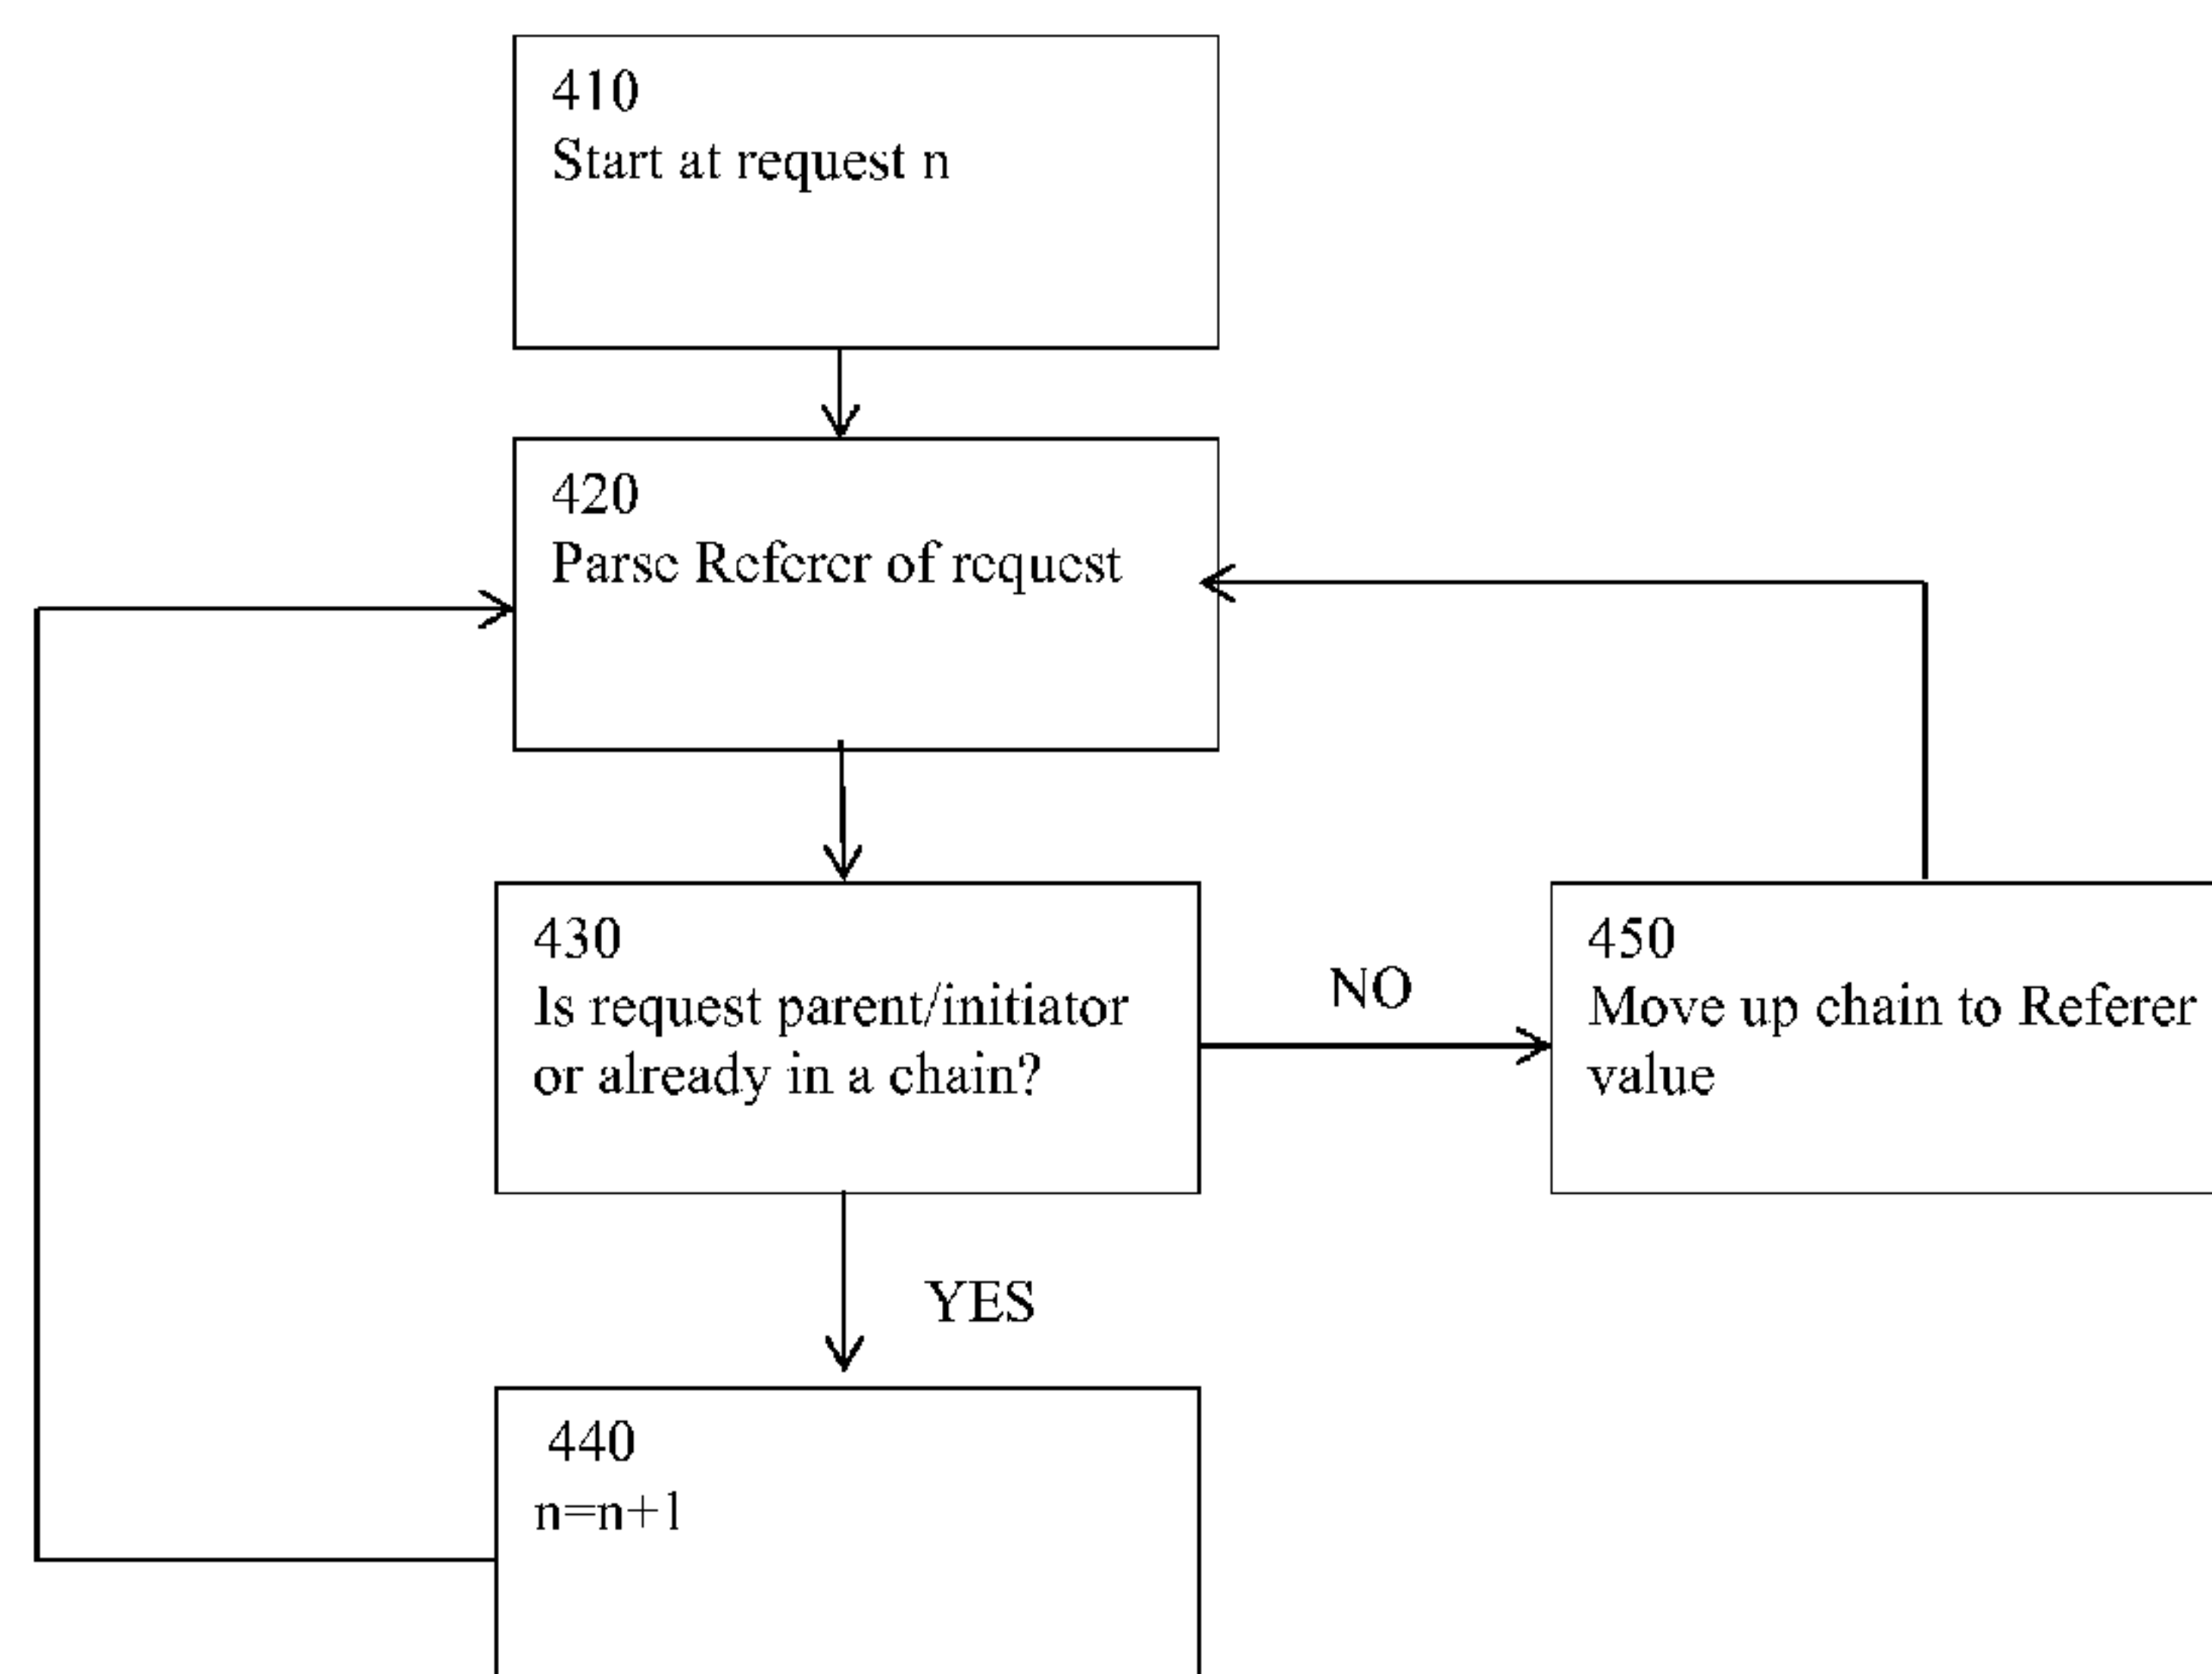 410
Start at request n
420
Parse Referer of request
430
Is request parent/initiator
or already in a chain?
NO
450
Move up chain to Referer
value
YES
440
n=n+1